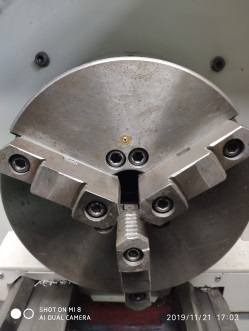 SHOT ON MI 8
AI DUAL CAMERA
2019/11/21 17:03